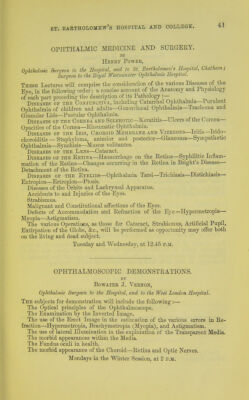 ST. BARTHOLOMEW'S HOSPITAL AND COLLEGE. 41
OPHTHALMIC MEDICINE AND SURGERY.
BY
HENRY POWER,
Ophthalmic Surgeon to the Hospital, and to St. Bartholomew's Hospital, Chatham;
Surgeon to the Royal Westminster Ophthalmic Hospital.
THESE Lectures will comprise the consideration of the various Diseases of the
Eye, in the following order; a concise account of the Anatomy and Physiology
of each part preceding the description of its Pathology:—
DISEASES OF THE CONJUNCTIVA, including Catarrhal Ophthalmia—Purulent
Ophthalmia of children and adults—Gonorrhœal Ophthalmia—Trachoma and
Granular Lids—Pustular Ophthalmia.
DISEASES OF THE CORNEA AND SCLEROTIC—Keratitis—Ulcers of the Cornea—
Opacities of the Cornea—Rheumatic Ophthalmia.
DISEASES OF THE IRIS, CHOROID MEMBRANE AND VITREOUS—Iritis—Irido-
choroiditis—Staphyloma, anterior and posterior—Glaucoma—Sympathetic
Ophthalmia—Synchisis—Muscæ volitantes.
DISEASES OF THE LENS—Cataract.
DISEASES OF THE RETINA—Hæmorrhage on the Retina—Syphilitic Inflam-
mation of the Retina—Changes occurring in the Retina in Bright's Disease—
Detachment of the Retina.
DISEASES OF THE EYELIDS—Ophthalmia Tarsi—Trichiasis—Distichiasis—
Entropion—Ectropion—Ptosis.
Diseases of the Orbits and Lachrymal Apparatus.
Accidents to and Injuries of the Eyes.
Strabismus.
Malignant and Constitutional affections of the Eyes.
Defects of Accommodation and Refraction of the Eye—Hypermetropia—
Myopia—Astigmatism.
The various Operations, as those for Cataract, Strabismus, Artificial Pupil,
Extirpation of the Globe, &c., will be performed as opportunity may offer both
on the living and dead subject.
Tuesday and Wednesday, at 12.45 P.M.
OPHTHALMOSCOPIC DEMONSTRATIONS.
BY
BOWATER J. VERNON,
Ophthalmic Surgeon to the Hospital, and to the West London Hospital.
THE subjects for demonstration will include the following:—
The Optical principles of the Ophthalmoscope.
The Examination by the Inverted Image.
The use of the Erect Image in the estimation of the various errors in Re-
fraction—Hypermetropia, Brachymetropia (Myopia), and Astigmatism.
The use of lateral Illumination in the exploration of the Transparent Media.
The morbid appearances within the Media.
The Fundus oculi in health.
The morbid appearances of the Choroid—Retina and Optic Nerves.
Mondays in the Winter Session, at 2 P.M.